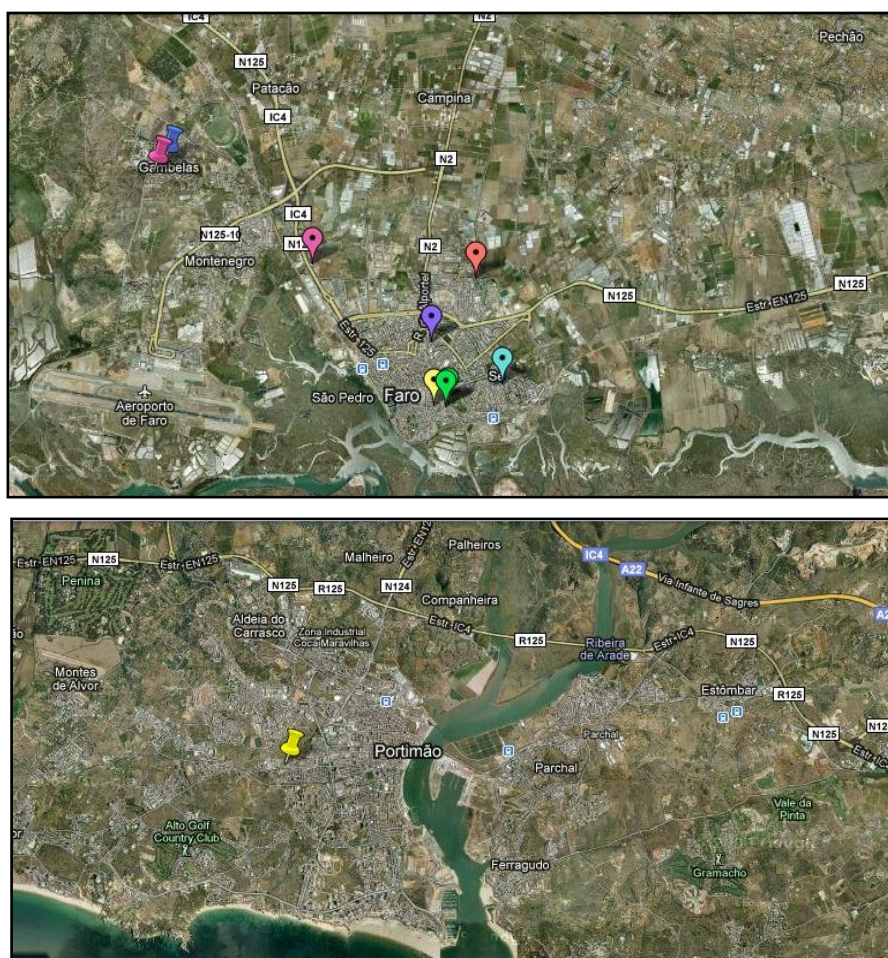 IC4
N2
Pechão
N125
Patacão
Campina
IC4
N2
Gambelas
IC4
N125-10
N2
Montenegro
N125
N125
Estr. EN125
Estr. 125
São Pedro
Faro
Aeroporto
de Faro
Estr. EN125
N125
Estr. EN125
Malheiro
Palheiros
IC4
A22
Via Infante de Sagres
Penina
N125
R125
N124
Companheira
Aldeia do
Carrasco
Zona Industrial
Coca Maravilhas
Estr. IC4
R125
Ribeira
de Arade
Estr. IC4
N125
Montes
de Alvor
Estômbar
R125
N125
Portimão
Parchal
Parchal
Estr. IC4
Alto Golf
Country Club
Vale da
Pinta
Ferragudo
Gramacho